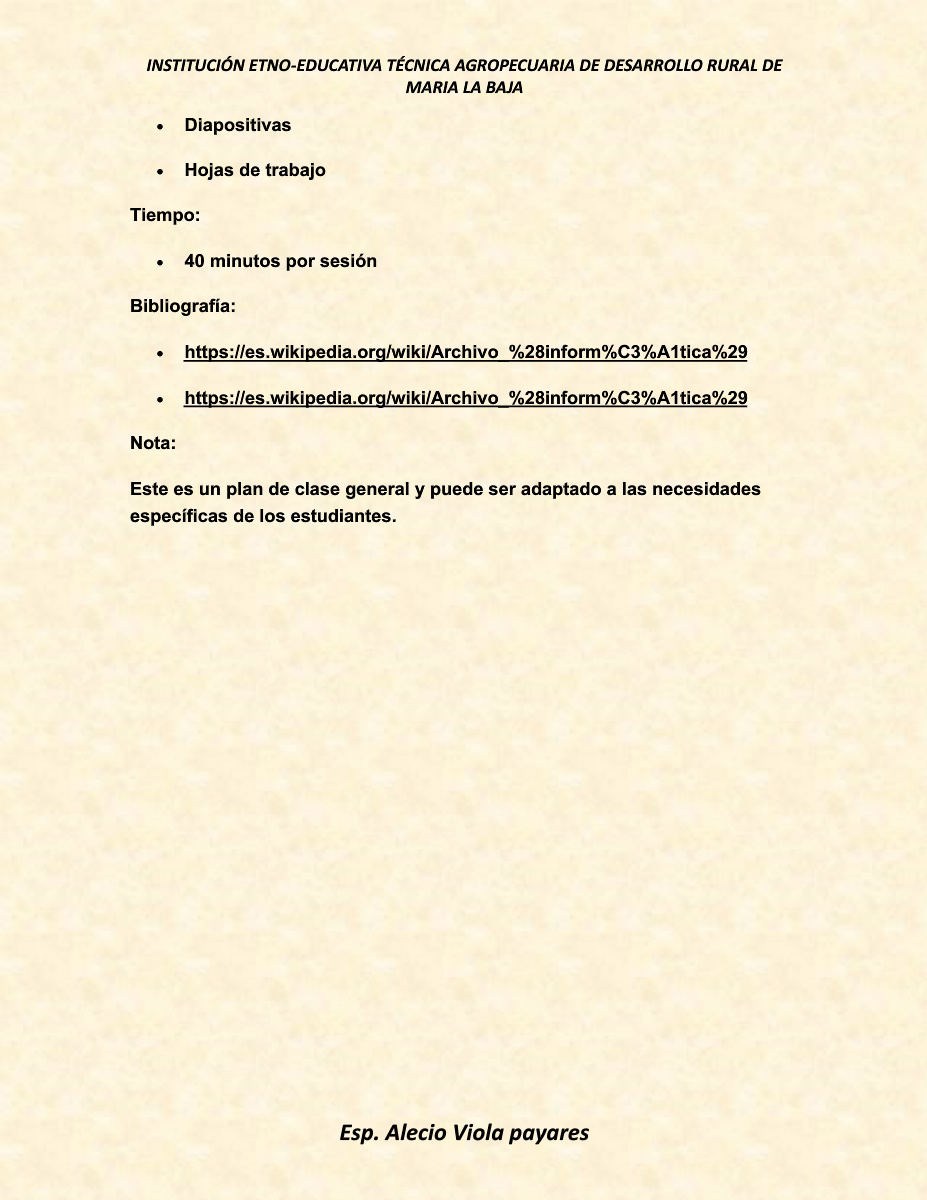 INSTITUCIÓN ETNO-EDUCATIVA TÉCNICA AGROPECUARIA DE DESARROLLO RURAL DE
MARIA LA BAJA
• Diapositivas
• Hojas de trabajo
Tiempo:
• 40 minutos por sesión
Bibliografía:
• https://es.wikipedia.org/wiki/Archivo_%28inform%C3%A1tica%29
• https://es.wikipedia.org/wiki/Archivo_%28inform%C3%A1tica%29
Nota:
Este es un plan de clase general y puede ser adaptado a las necesidades
específicas de los estudiantes.
Esp. Alecio Viola payares